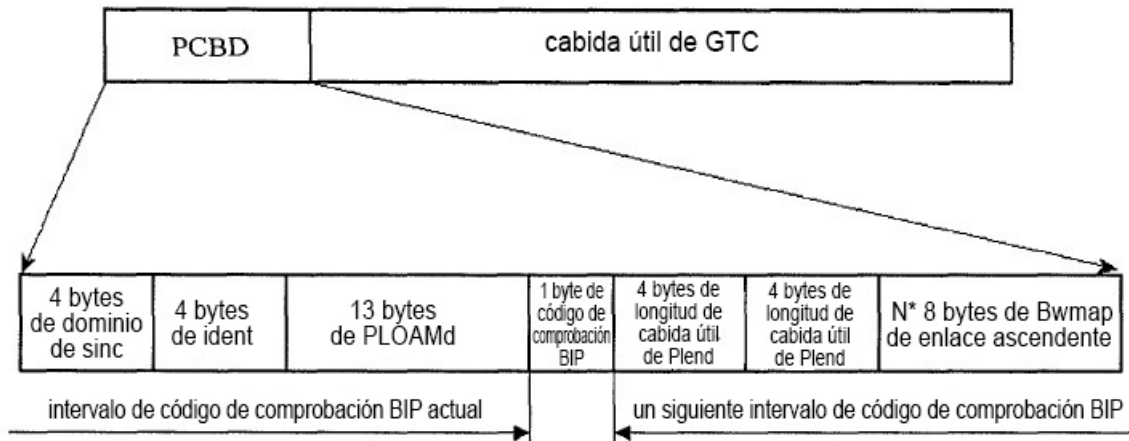 PCBD
cabida útil de GTC
4 bytes
de dominio
de sinc
4 bytes
de ident
13 bytes
de PLOAMd
1 byte de
código de
comprobación
BIP
4 bytes de
longitud de
cabida útil
de Plend
4 bytes de
longitud de
cabida útil
de Plend
N* 8 bytes de Bwmap
de enlace ascendente
intervalo de código de comprobación BIP actual
un siguiente intervalo de código de comprobación BIP